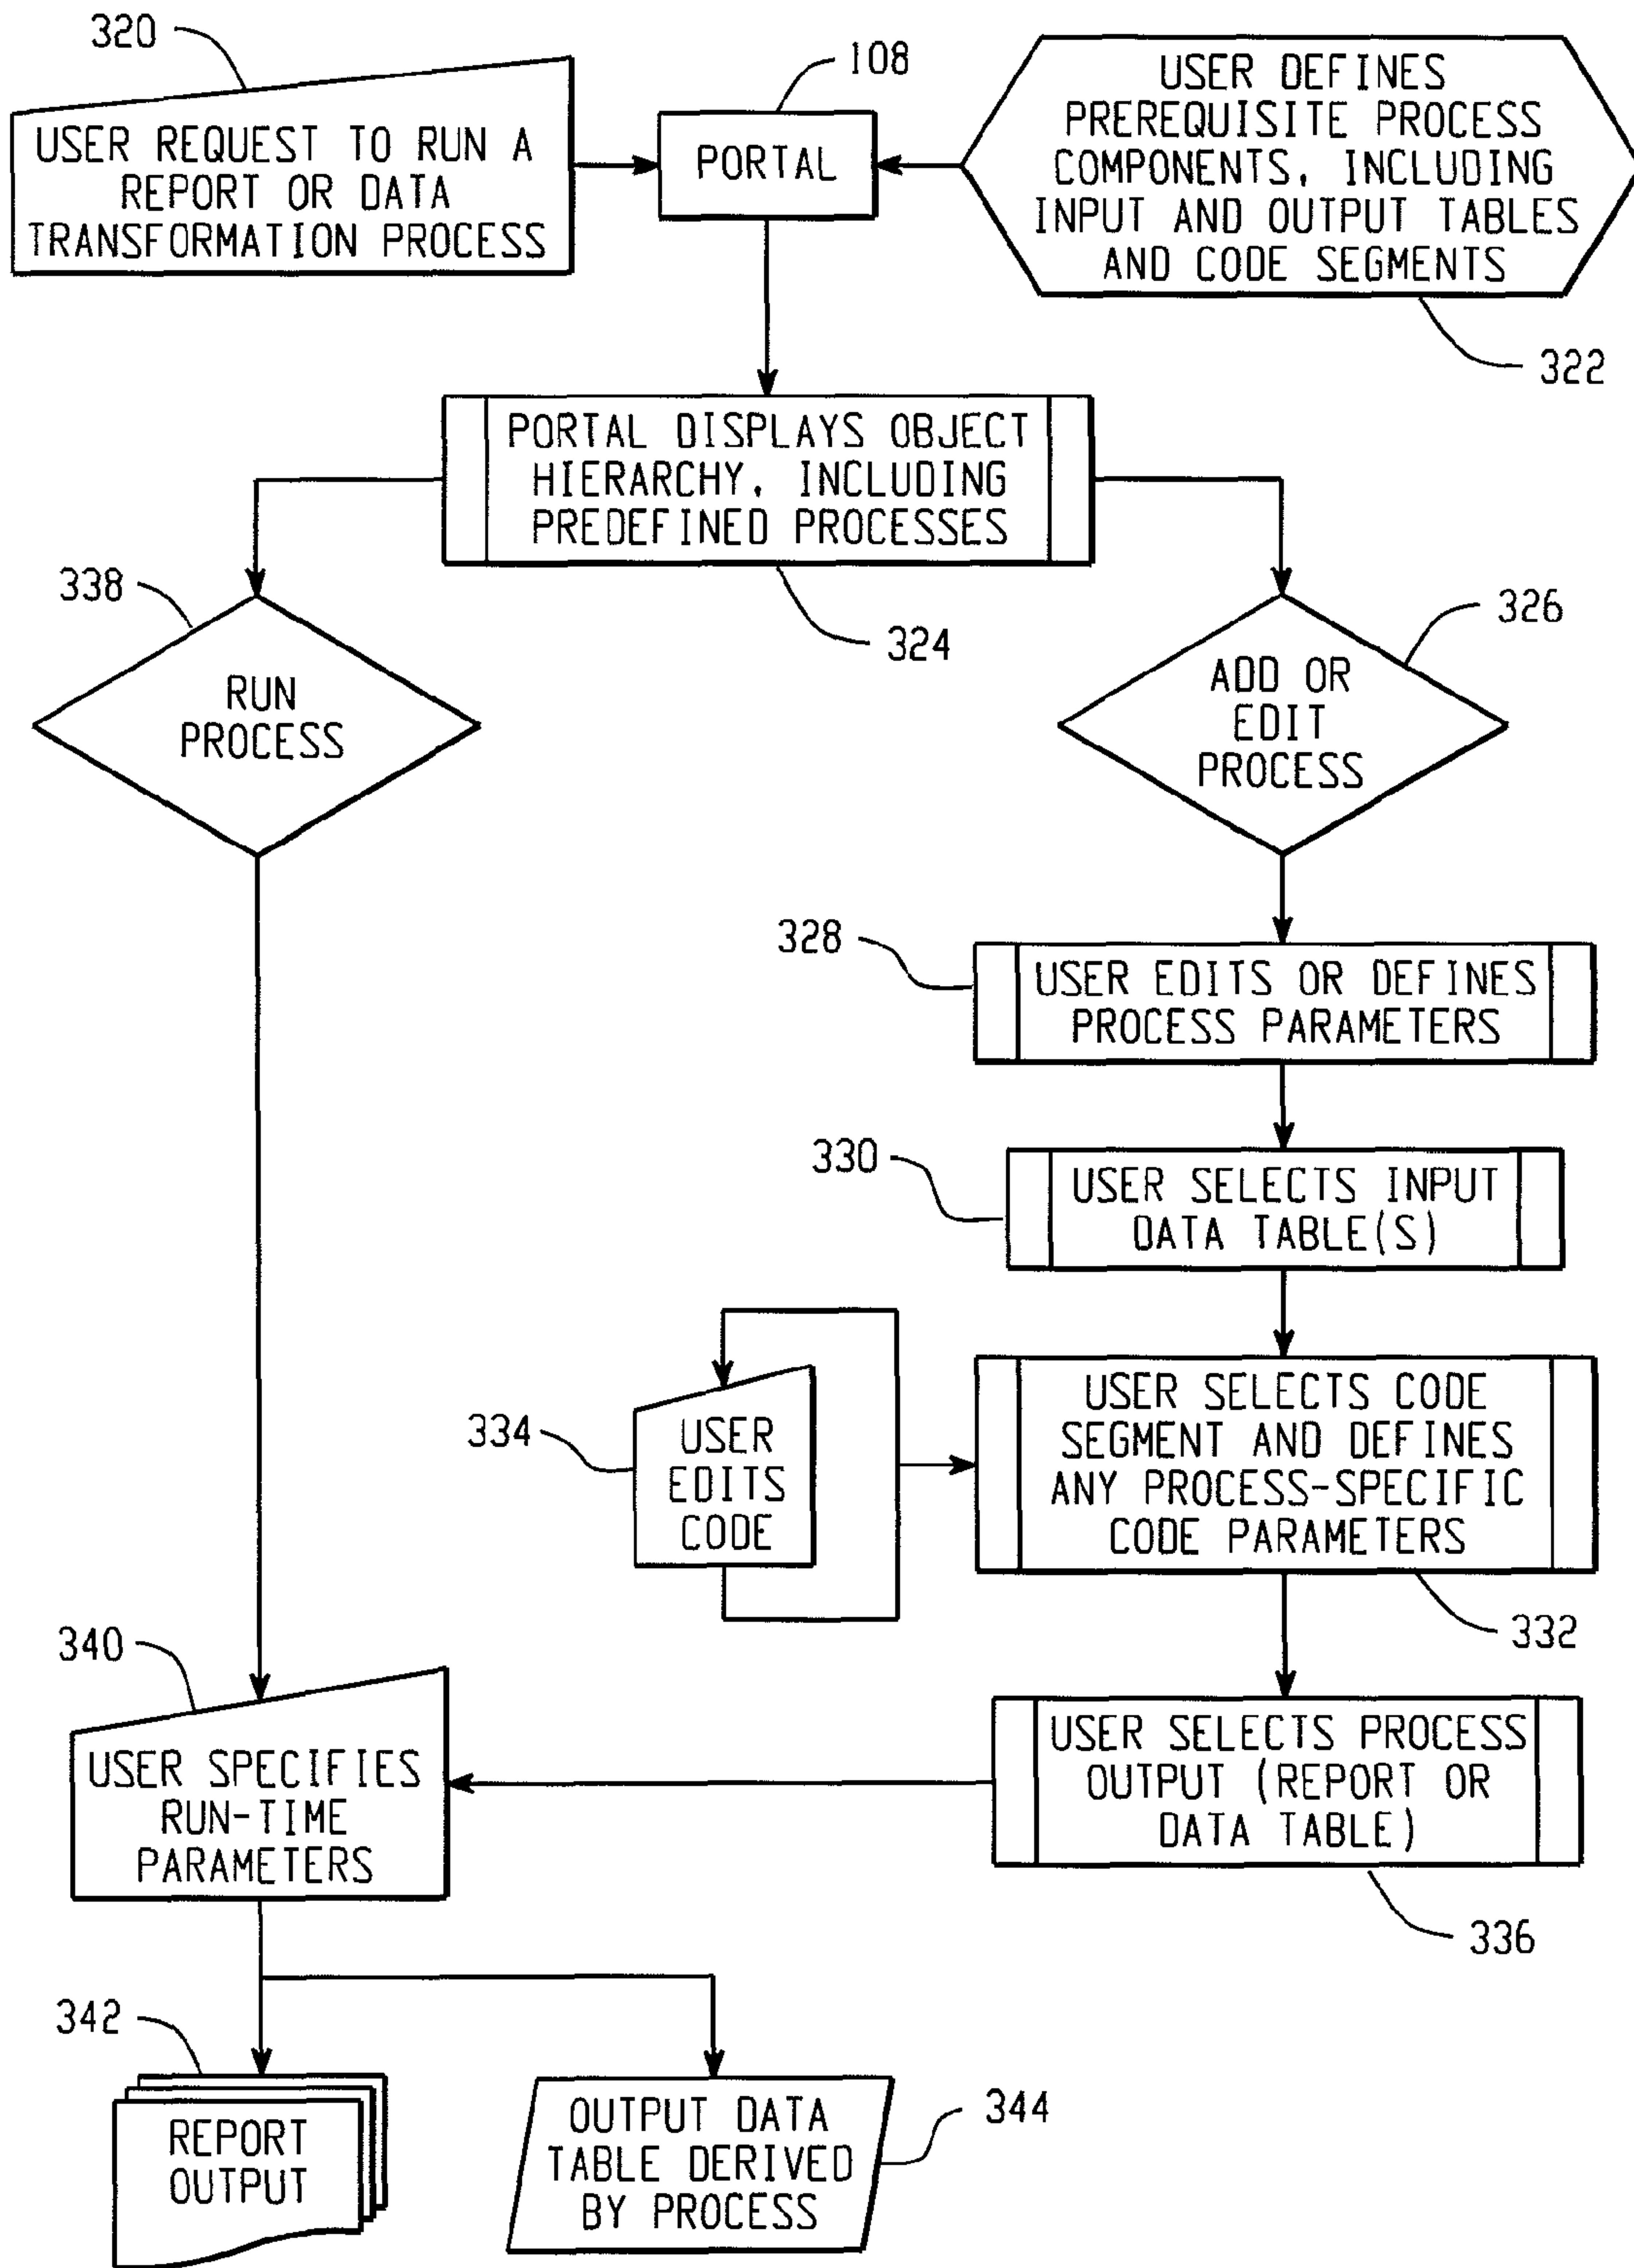 320
108
USER REQUEST TO RUN A
REPORT OR DATA
TRANSFORMATION PROCESS
PORTAL
USER DEFINES
PREREQUISITE PROCESS
COMPONENTS, INCLUDING
INPUT AND OUTPUT TABLES
AND CODE SEGMENTS
322
PORTAL DISPLAYS OBJECT
HIERARCHY, INCLUDING
PREDEFINED PROCESSES
324
338
RUN
PROCESS
326
ADD OR
EDIT
PROCESS
328
USER EDITS OR DEFINES
PROCESS PARAMETERS
330
USER SELECTS INPUT
DATA TABLE(S)
334
USER
EDITS
CODE
USER SELECTS CODE
SEGMENT AND DEFINES
ANY PROCESS-SPECIFIC
CODE PARAMETERS
332
340
USER SPECIFIES
RUN-TIME
PARAMETERS
USER SELECTS PROCESS
OUTPUT (REPORT OR
DATA TABLE)
336
342
REPORT
OUTPUT
OUTPUT DATA
TABLE DERIVED
BY PROCESS
344